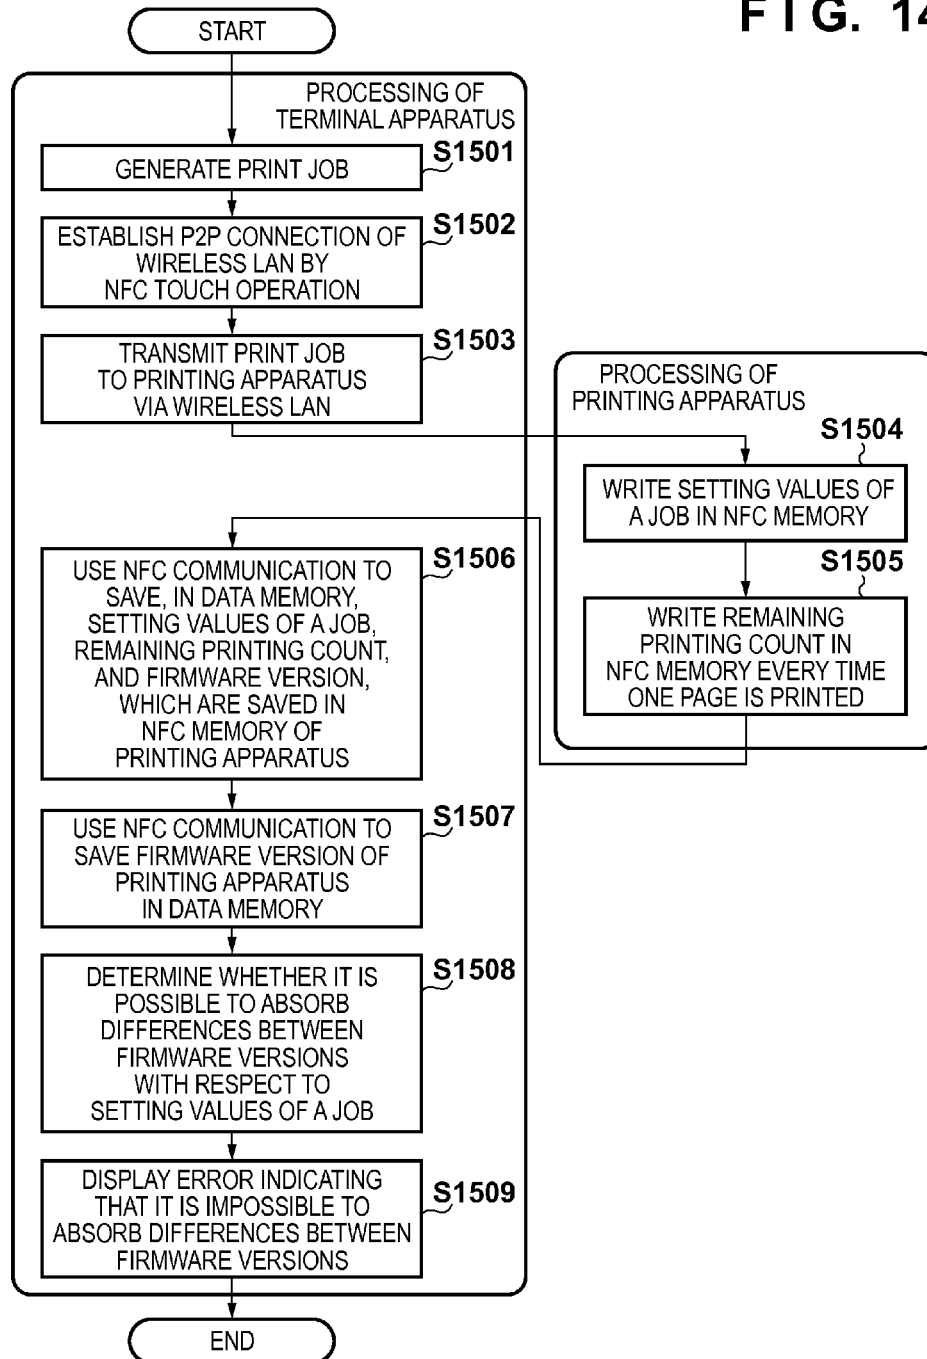 FIG. 14
START
PROCESSING OF
TERMINAL APPARATUS
S1501
GENERATE PRINT JOB
S1502
ESTABLISH P2P CONNECTION OF
WIRELESS LAN BY
NFC TOUCH OPERATION
S1503
TRANSMIT PRINT JOB
TO PRINTING APPARATUS
VIA WIRELESS LAN
PROCESSING OF
PRINTING APPARATUS
S1504
WRITE SETTING VALUES OF
A JOB IN NFC MEMORY
S1505
WRITE REMAINING
PRINTING COUNT IN
NFC MEMORY EVERY TIME
ONE PAGE IS PRINTED
S1506
USE NFC COMMUNICATION TO
SAVE, IN DATA MEMORY,
SETTING VALUES OF A JOB,
REMAINING PRINTING COUNT,
AND FIRMWARE VERSION,
WHICH ARE SAVED IN
NFC MEMORY OF
PRINTING APPARATUS
S1507
USE NFC COMMUNICATION TO
SAVE FIRMWARE VERSION OF
PRINTING APPARATUS
IN DATA MEMORY
S1508
DETERMINE WHETHER IT IS
POSSIBLE TO ABSORB
DIFFERENCES BETWEEN
FIRMWARE VERSIONS
WITH RESPECT TO
SETTING VALUES OF A JOB
S1509
DISPLAY ERROR INDICATING
THAT IT IS IMPOSSIBLE TO
ABSORB DIFFERENCES BETWEEN
FIRMWARE VERSIONS
END